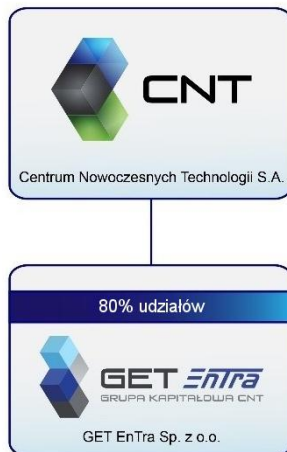 CNT
Centrum Nowoczesnych Technologii S.A.
80% udziałów
GET EnTra
GRUPA KAPITAŁOWA CNT
GET EnTra Sp. z o.o.